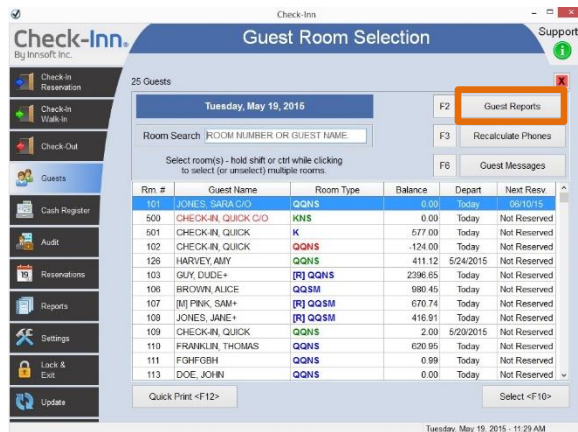 Check-Inn
Check-Inn.
By Innsoft Inc.
Guest Room Selection
Support
Check-In Reservation
Check-In Walk-In
Check-Out
Guests
Cash Register
Audit
19
Reservations
Reports
Settings
Lock & Exit
Update
25 Guests
X
Tuesday, May 19, 2015
F2 Guest Reports
Room Search ROOM NUMBER OR GUEST NAME
F3 Recalculate Phones
Select room(s) - hold shift or ctrl while clicking
to select (or unselect) multiple rooms.
F6 Guest Messages
Rm. # Guest Name Room Type Balance Depart Next Resv.
101 JONES, SARA C/O QQNS 0.00 Today 06/10/15
500 CHECK-IN, QUICK C/O KNS 0.00 Today Not Reserved
501 CHECK-IN, QUICK K 577.00 Today Not Reserved
102 CHECK-IN, QUICK QQNS -124.00 Today Not Reserved
126 HARVEY, AMY QQNS 411.12 5/24/2015 Not Reserved
103 GUY, DUDE+ [R] QQNS 2396.65 Today Not Reserved
106 BROWN, ALICE QQSM 980.45 Today Not Reserved
107 [M] PINK, SAM+ [R] QQSM 670.74 Today Not Reserved
108 JONES, JANE+ [R] QQSM 416.91 Today Not Reserved
109 CHECK-IN, QUICK QQNS 2.00 5/20/2015 Not Reserved
110 FRANKLIN, THOMAS QQNS 620.95 Today Not Reserved
111 FGHFGBH QQNS 0.99 Today Not Reserved
113 DOE, JOHN QQNS 0.00 Today Not Reserved
Quick Print <F12>
Select <F10>
Tuesday, May 19, 2015 - 11:29 AM